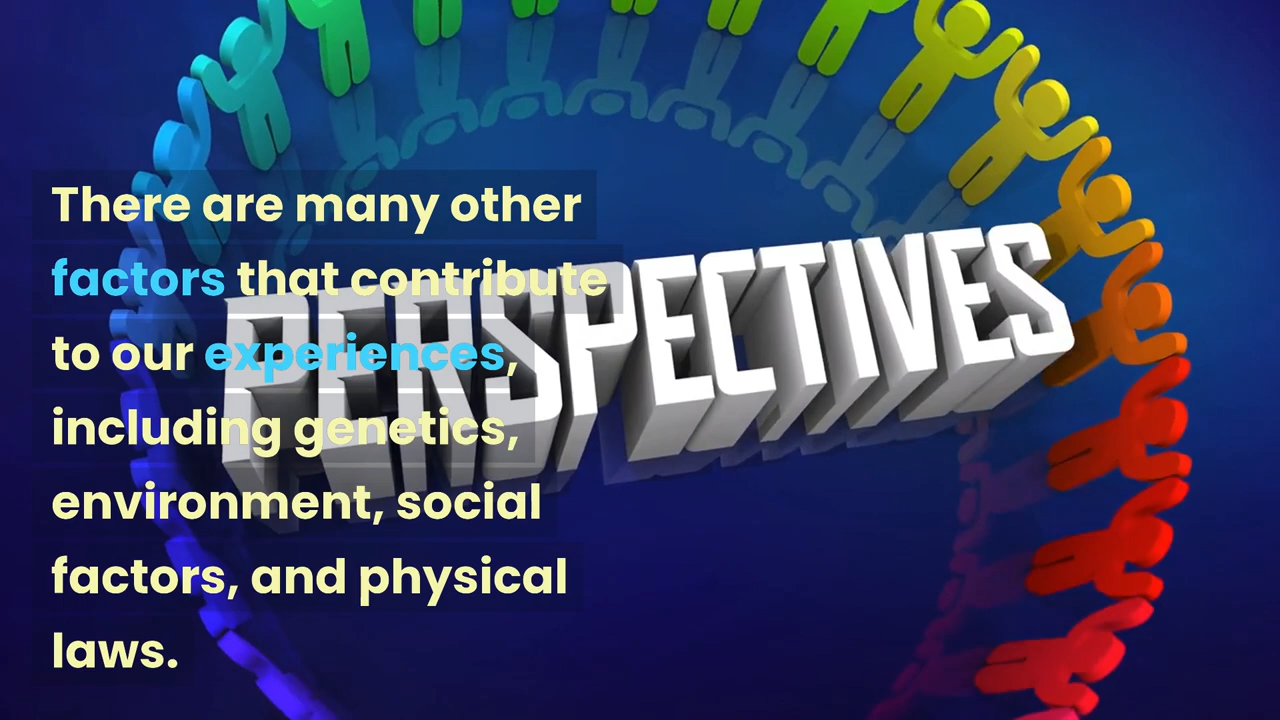 There are many other
factors that contribute
to our experiences,
including genetics,
environment, social
factors, and physical
laws.
PERSPECTIVES